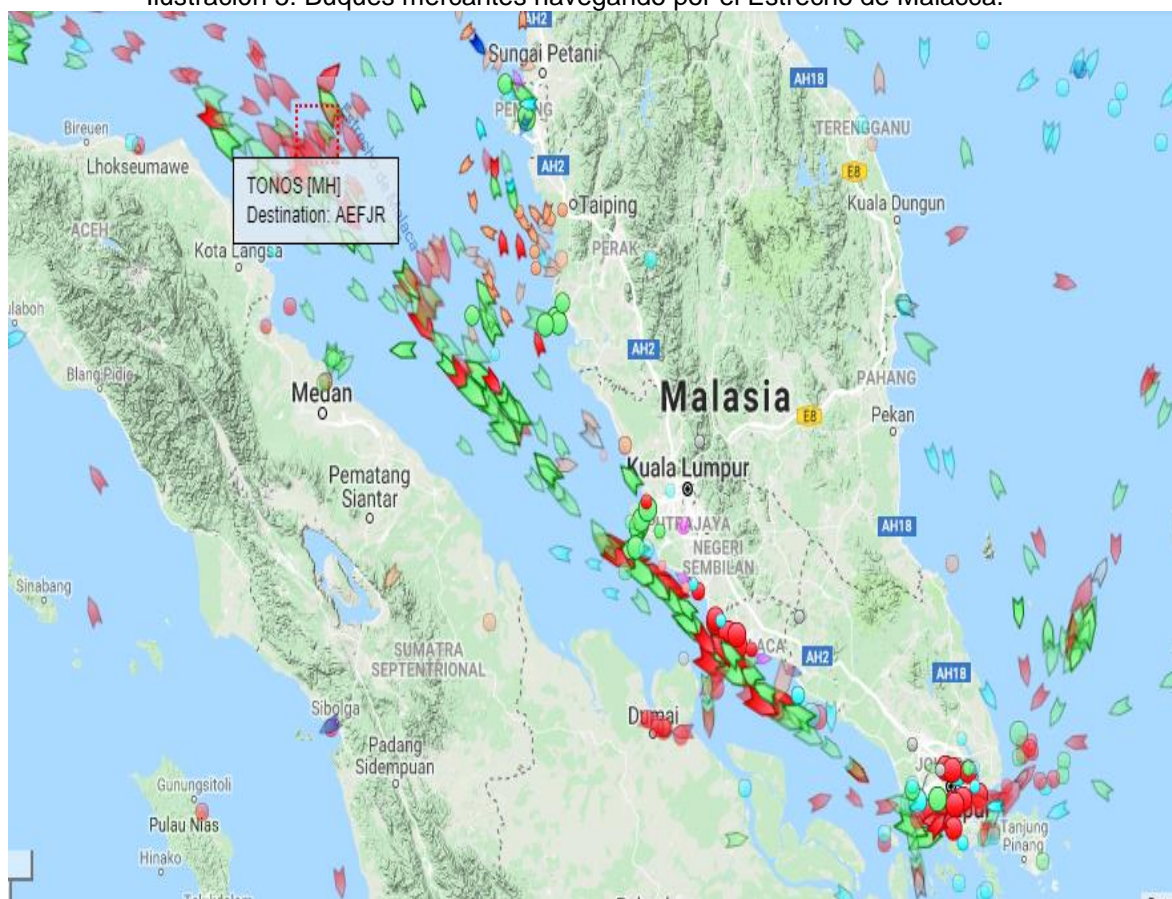 Ilustración 3. Buques mercantes navegando por el Estrecho de Malacca.
AH2
Sungai Petani
AH18
Bireuen
Lhokseumawe
TERENGGANU
E8
AH2
TONOS [MH]
Destination: AEFJR
Taiping
Kuala Dungun
ACEH
Kota Langsa
PERAK
AH2
Blang Pidie
PAHANG
Malasia
E8
Medan
Pekan
Kuala Lumpur
Pematang
Siantar
PUTRAJAYA
AH18
NEGERI
SEMBILAN
Sinabang
SUMATRA
SEPTENTRIONAL
AH2
AH18
Sibolga
Dumai
Padang
Sidempuan
Gunungsitoli
Pulau Nias
Tanjung
Pinang
Hinako